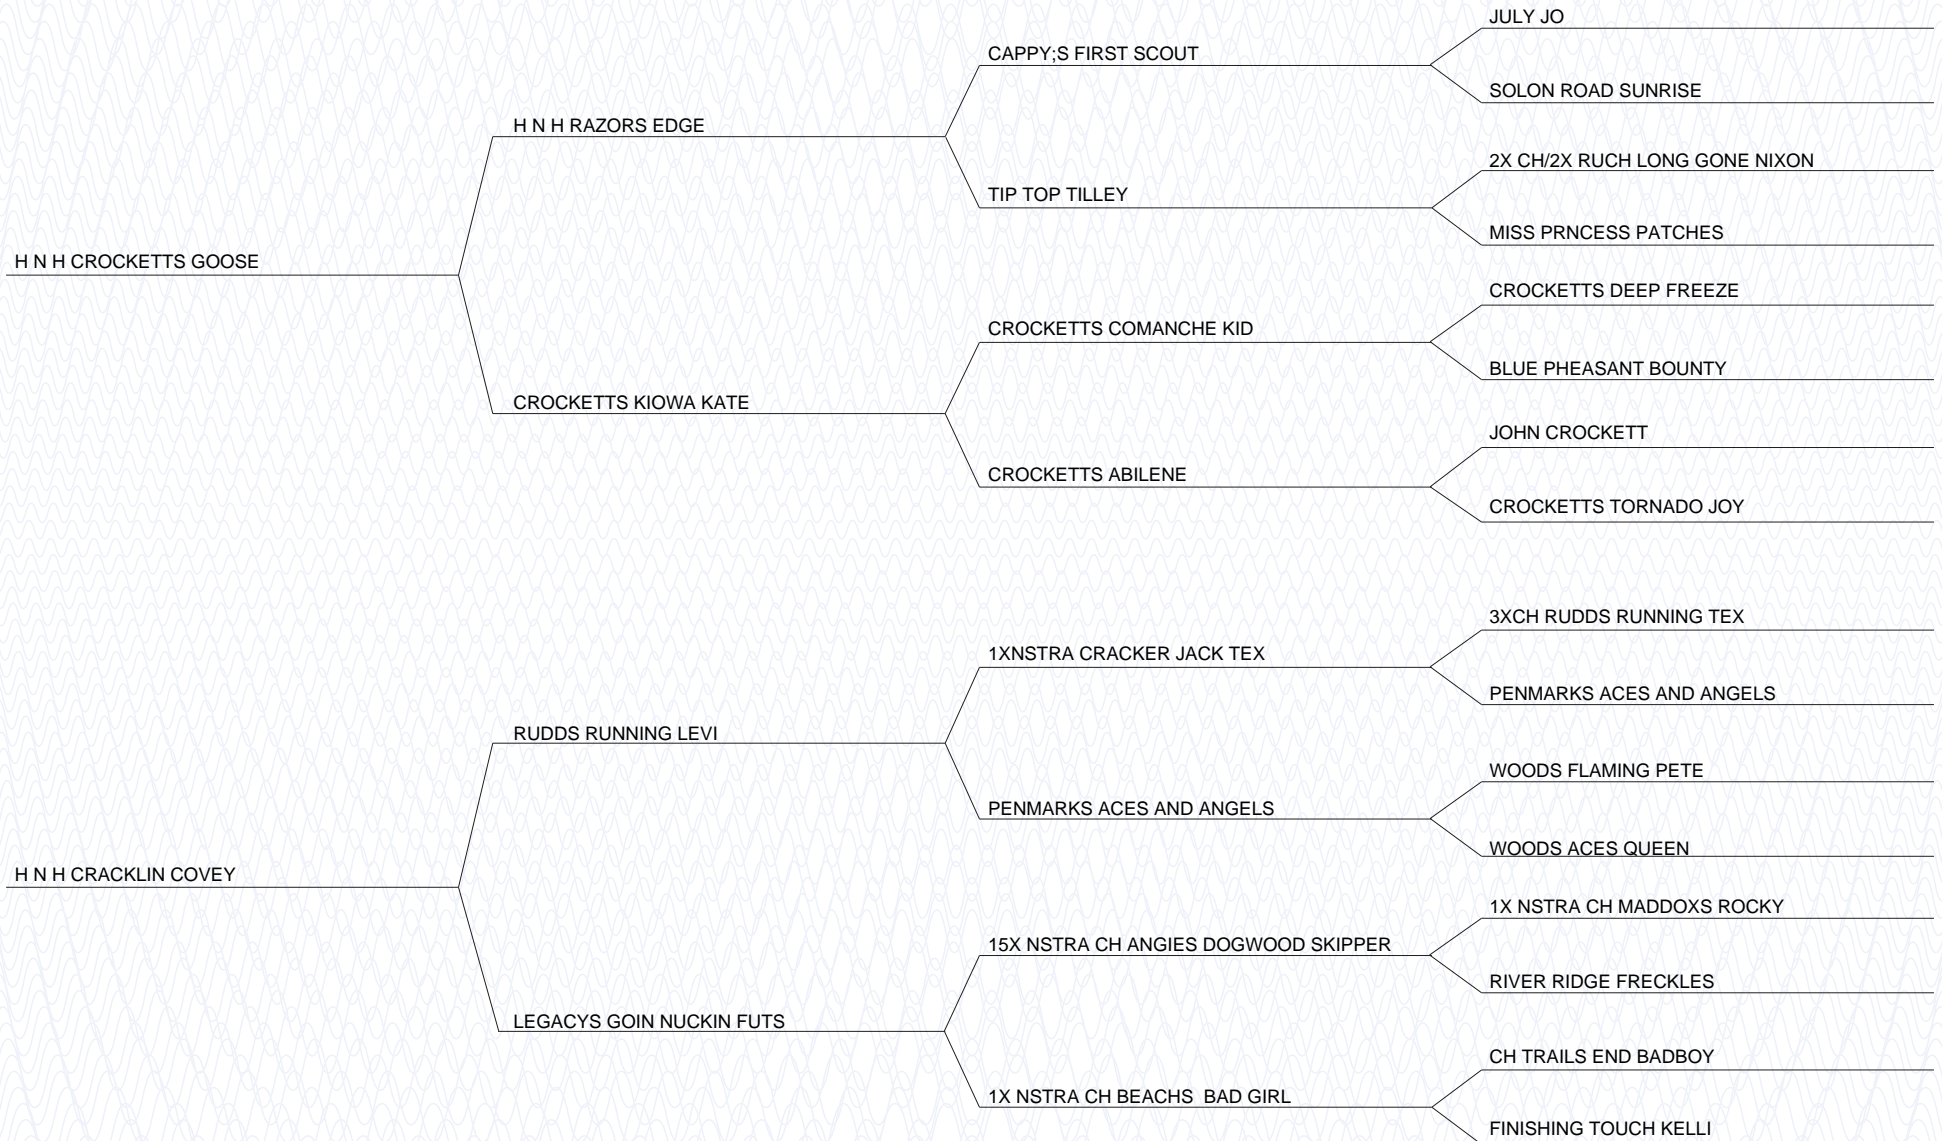 JULY JO
CAPPY;S FIRST SCOUT
SOLON ROAD SUNRISE
H N H RAZORS EDGE
2X CH/2X RUCH LONG GONE NIXON
TIP TOP TILLEY
MISS PRNCESS PATCHES
H N H CROCKETTS GOOSE
CROCKETTS DEEP FREEZE
CROCKETTS COMANCHE KID
BLUE PHEASANT BOUNTY
CROCKETTS KIOWA KATE
JOHN CROCKETT
CROCKETTS ABILENE
CROCKETTS TORNADO JOY
3XCH RUDDS RUNNING TEX
1XNSTRA CRACKER JACK TEX
PENMARKS ACES AND ANGELS
RUDDS RUNNING LEVI
WOODS FLAMING PETE
PENMARKS ACES AND ANGELS
WOODS ACES QUEEN
H N H CRACKLIN COVEY
1X NSTRA CH MADDOXS ROCKY
15X NSTRA CH ANGIES DOGWOOD SKIPPER
RIVER RIDGE FRECKLES
LEGACYS GOIN NUCKIN FUTS
CH TRAILS END BADBOY
1X NSTRA CH BEACHS  BAD GIRL
FINISHING TOUCH KELLI